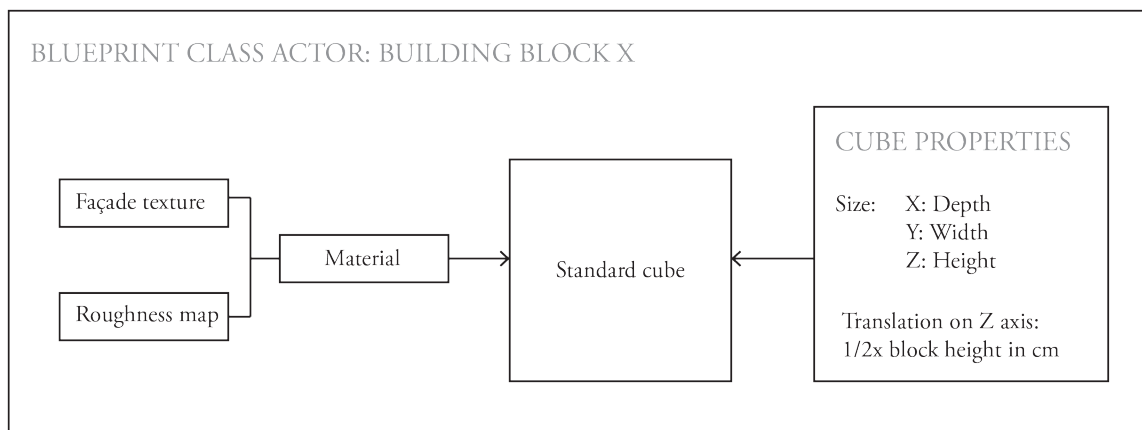 BLUEPRINT CLASS ACTOR: BUILDING BLOCK X
Façade texture
Roughness map
Material
Standard cube
CUBE PROPERTIES
Size: X: Depth
Y: Width
Z: Height
Translation on Z axis:
1/2x block height in cm